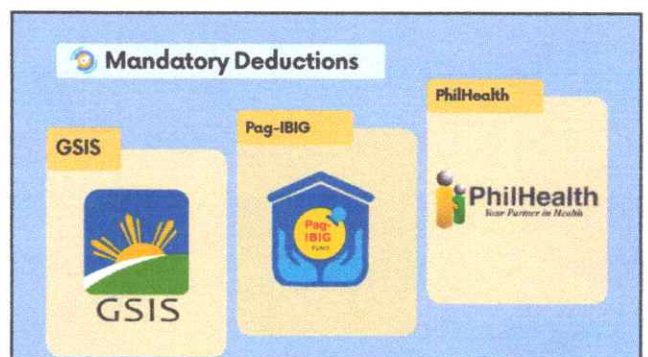 Mandatory Deductions
GSIS
GSIS
Pag-IBIG
Pag-
IBIG
FUND
PhilHealth
PhilHealth
Your Partner in Health